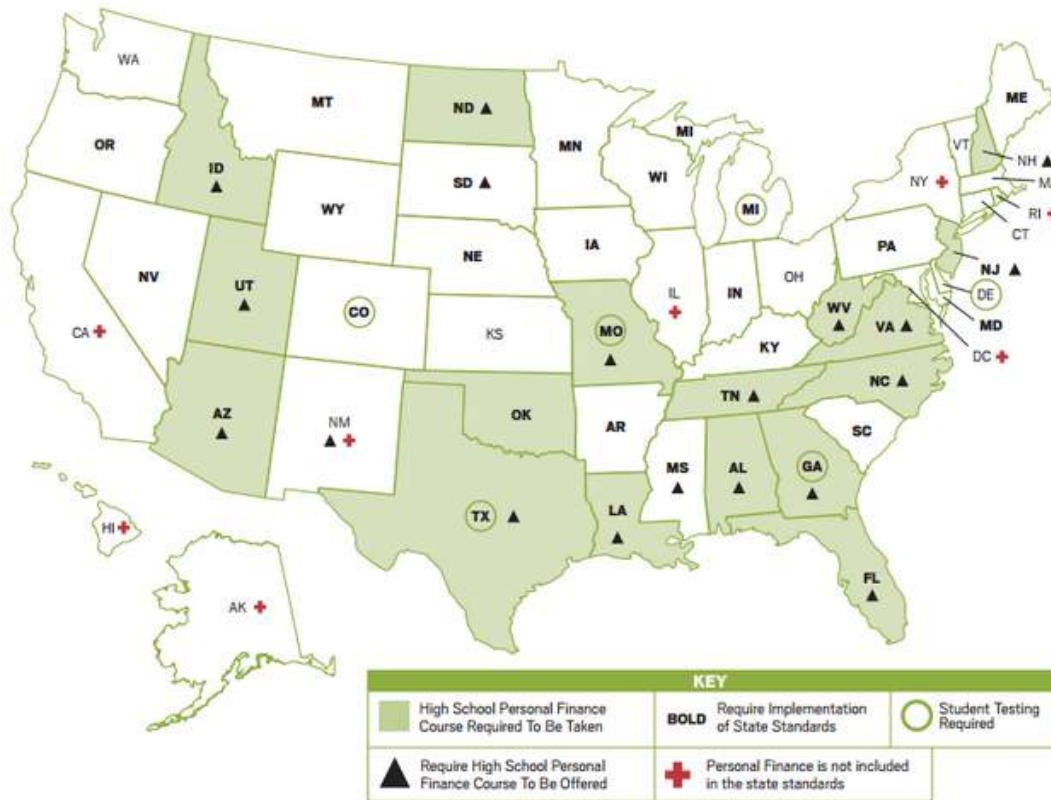 WA
MT
ND
MN
ME
OR
ID
MI
VT
NH
WY
SD
WI
MI
NY
M
RI
CT
NV
NE
IA
PA
NJ
UT
CO
IL
IN
OH
WV
DE
CA
KS
MO
VA
MD
KY
DC
AZ
NM
OK
AR
TN
NC
SC
TX
LA
MS
AL
GA
HI
AK
FL
KEY
High School Personal Finance
Course Required To Be Taken
BOLD
Require Implementation
of State Standards
Student Testing
Required
Require High School Personal
Finance Course To Be Offered
Personal Finance is not included
in the state standards